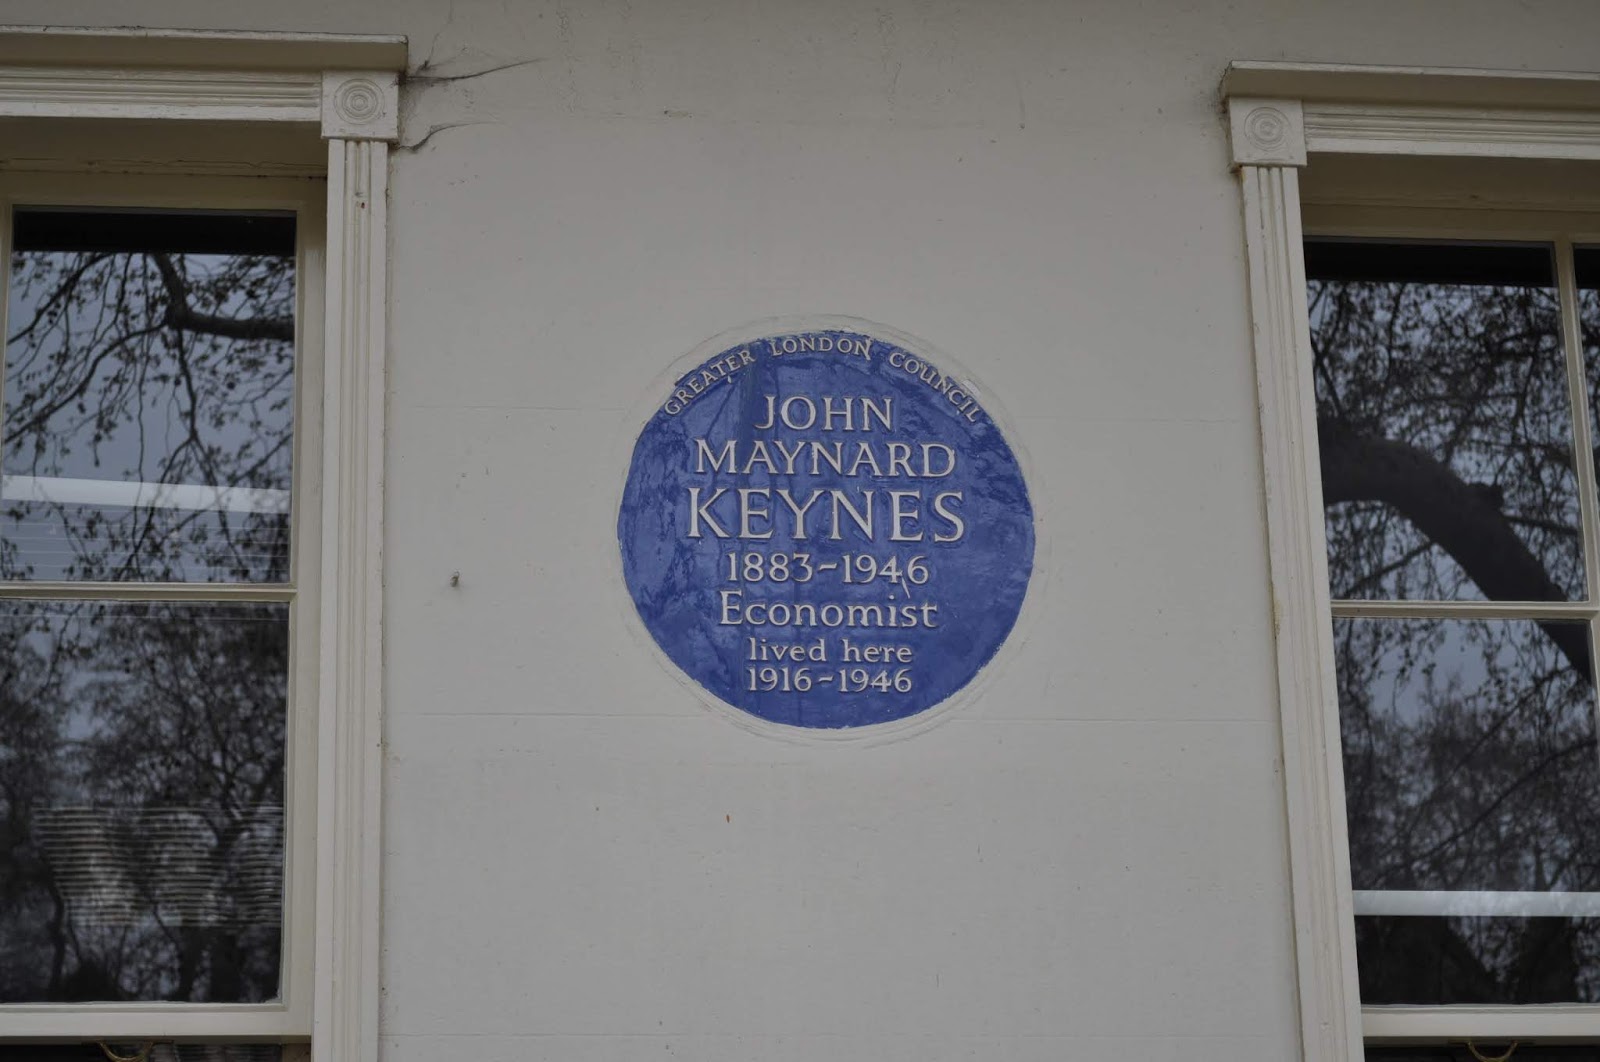 GREATER LONDON COUNCIL
JOHN
MAYNARD
KEYNES
1883-1946
Economist
lived here
1916-1946